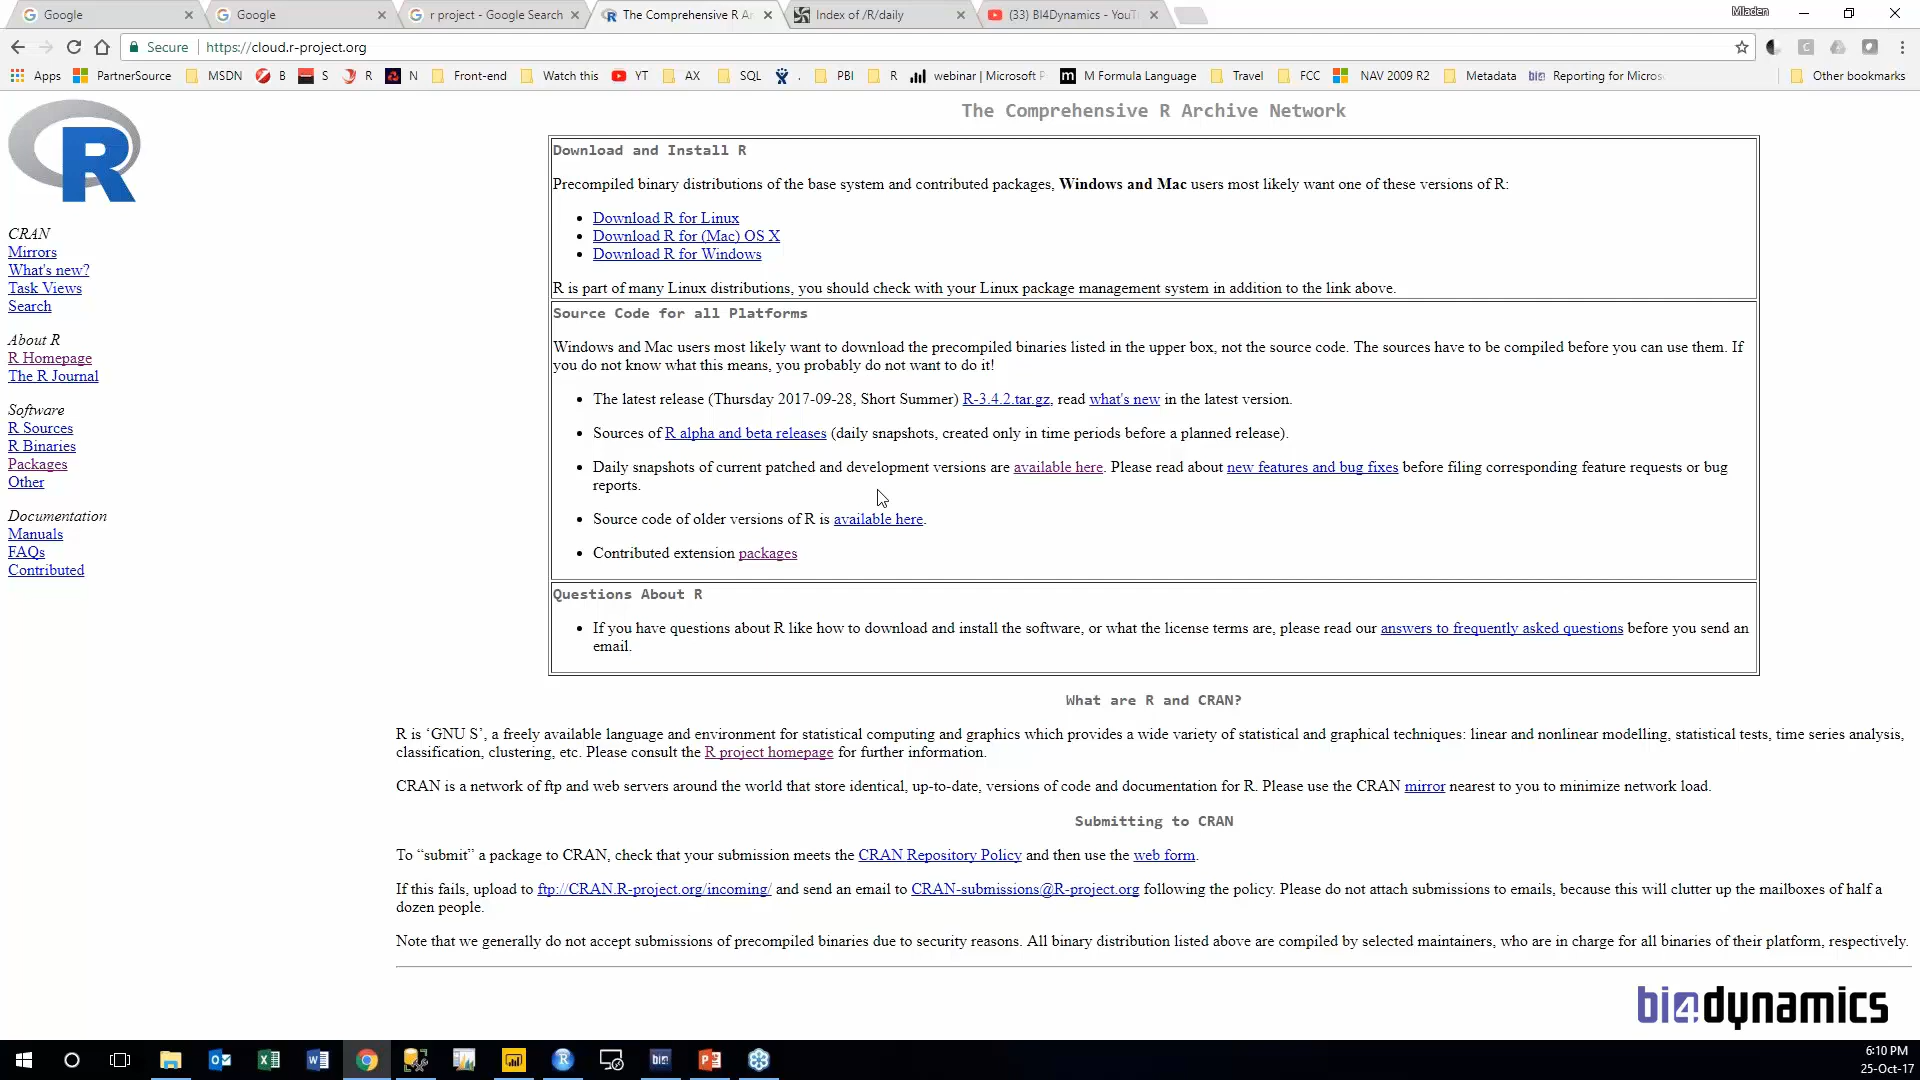 Google
Google
r project - Google Search
The Comprehensive R Ar
Index of /R/daily
(33) BI4Dynamics - YouT
Mladen
Secure
https://cloud.r-project.org
Apps
PartnerSource
MSDN
B
S
R
N
Front-end
Watch this
YT
AX
SQL
.
PBI
R
webinar | Microsoft P
M Formula Language
Travel
FCC
NAV 2009 R2
Metadata
Reporting for Micros
Other bookmarks
The Comprehensive R Archive Network
R
CRAN
Mirrors
What's new?
Task Views
Search
About R
R Homepage
The R Journal
Software
R Sources
R Binaries
Packages
Other
Documentation
Manuals
FAQs
Contributed
Download and Install R
Precompiled binary distributions of the base system and contributed packages, Windows and Mac users most likely want one of these versions of R:
Download R for Linux
Download R for (Mac) OS X
Download R for Windows
R is part of many Linux distributions, you should check with your Linux package management system in addition to the link above.
Source Code for all Platforms
Windows and Mac users most likely want to download the precompiled binaries listed in the upper box, not the source code. The sources have to be compiled before you can use them. If
you do not know what this means, you probably do not want to do it!
The latest release (Thursday 2017-09-28, Short Summer) R-3.4.2.tar.gz, read what's new in the latest version.
Sources of R alpha and beta releases (daily snapshots, created only in time periods before a planned release).
Daily snapshots of current patched and development versions are available here. Please read about new features and bug fixes before filing corresponding feature requests or bug
reports.
Source code of older versions of R is available here.
Contributed extension packages
Questions About R
If you have questions about R like how to download and install the software, or what the license terms are, please read our answers to frequently asked questions before you send an
email.
What are R and CRAN?
R is ‘GNU S’, a freely available language and environment for statistical computing and graphics which provides a wide variety of statistical and graphical techniques: linear and nonlinear modelling, statistical tests, time series analysis,
classification, clustering, etc. Please consult the R project homepage for further information.
CRAN is a network of ftp and web servers around the world that store identical, up-to-date, versions of code and documentation for R. Please use the CRAN mirror nearest to you to minimize network load.
Submitting to CRAN
To “submit” a package to CRAN, check that your submission meets the CRAN Repository Policy and then use the web form.
If this fails, upload to ftp://CRAN.R-project.org/incoming/ and send an email to CRAN-submissions@R-project.org following the policy. Please do not attach submissions to emails, because this will clutter up the mailboxes of half a
dozen people.
Note that we generally do not accept submissions of precompiled binaries due to security reasons. All binary distribution listed above are compiled by selected maintainers, who are in charge for all binaries of their platform, respectively.
bi4dynamics
6:10 PM
25-Oct-17